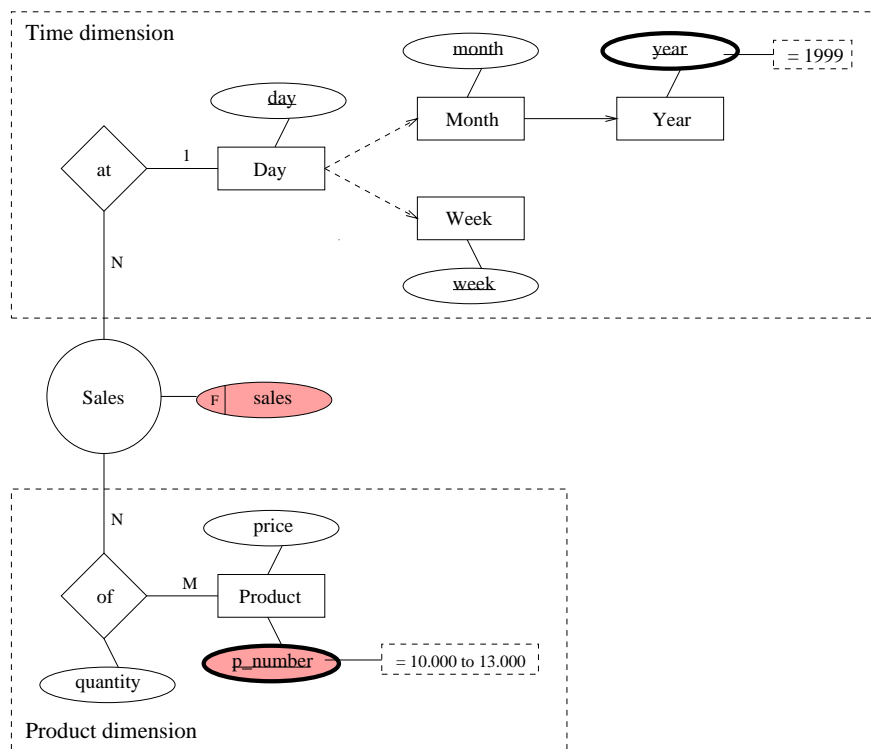 Time dimension
month
year
= 1999
day
Month
Year
at
1
Day
Week
N
week
Sales
F
sales
N
price
of
M
Product
p_number
= 10.000 to 13.000
quantity
Product dimension